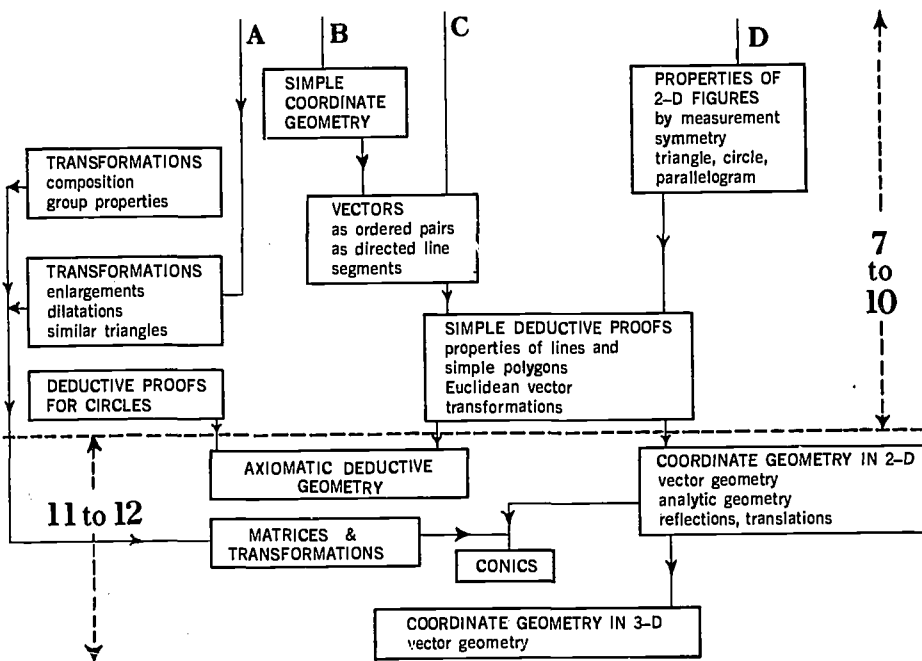 A
B
C
D
SIMPLE
COORDINATE
GEOMETRY
PROPERTIES OF
2-D FIGURES
by measurement
symmetry
triangle, circle,
parallelogram
TRANSFORMATIONS
composition
group properties
VECTORS
as ordered pairs
as directed line
segments
7
to
10
TRANSFORMATIONS
enlargements
dilatations
similar triangles
SIMPLE DEDUCTIVE PROOFS
properties of lines and
simple polygons
Euclidean vector
transformations
DEDUCTIVE PROOFS
FOR CIRCLES
AXIOMATIC DEDUCTIVE
GEOMETRY
COORDINATE GEOMETRY IN 2-D
vector geometry
analytic geometry
reflections, translations
11 to 12
MATRICES &
TRANSFORMATIONS
CONICS
COORDINATE GEOMETRY IN 3-D
vector geometry